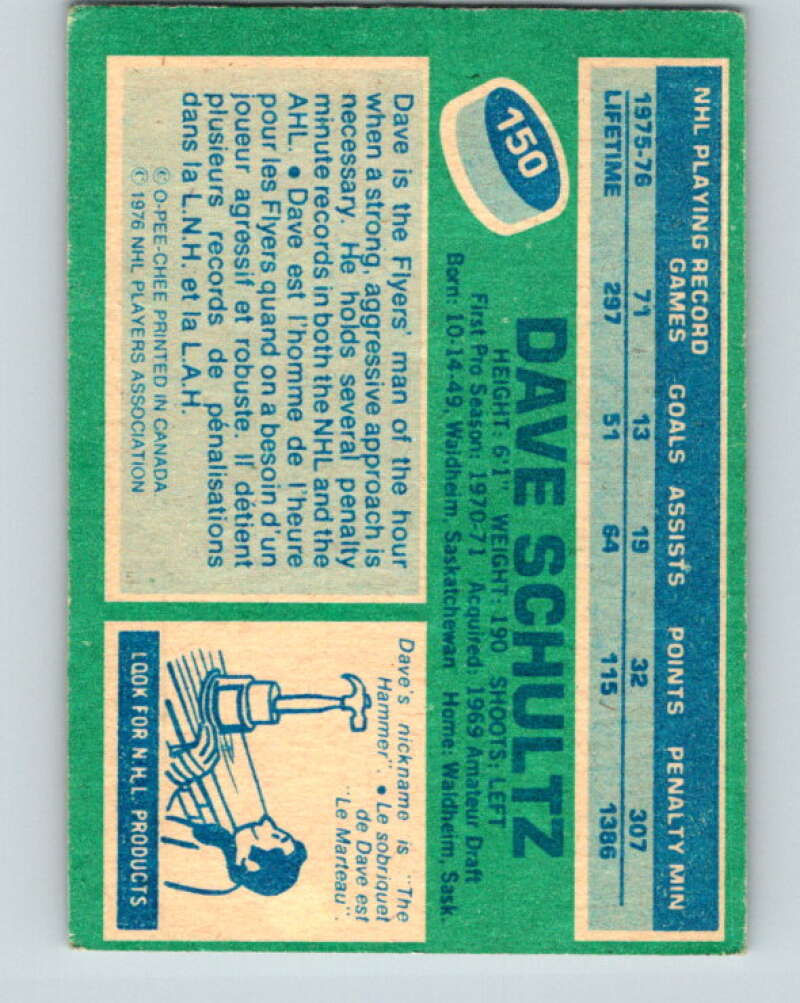 NHL PLAYING RECORD
GAMES GOALS ASSISTS POINTS PENALTY MIN
1975-76 71 13 19 32 307
LIFETIME 297 51 64 115 1386
150
DAVE SCHULTZ
HEIGHT: 6'1" WEIGHT: 190 SHOOTS: LEFT
First Pro Season: 1970-71 Acquired: 1969 Amateur Draft
Born: 10-14-49, Waldheim, Saskatchewan Home: Waldheim, Sask.
Dave is the Flyers' man of the hour
when a strong, aggressive approach is
necessary. He holds several penalty
minute records in both the NHL and the
AHL. • Dave est l'homme de l'heure
pour les Flyers quand on a besoin d'un
joueur agressif et robuste. Il détient
plusieurs records de pénalisations
dans la L.N.H. et la L.A.H.
© O-PEE-CHEE PRINTED IN CANADA
© 1976 NHL PLAYERS ASSOCIATION
Dave's nickname is "The
Hammer". • Le sobriquet
de Dave est
"Le Marteau".
LOOK FOR N.H.L. PRODUCTS